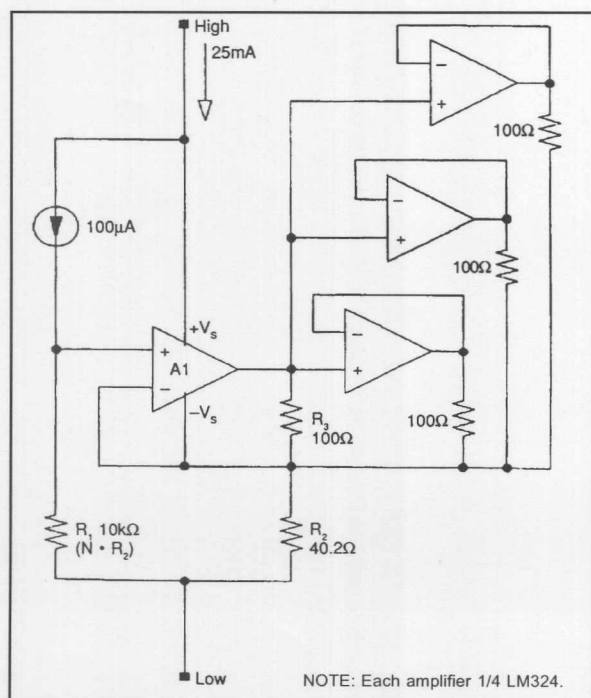 High
25mA
−
+
100Ω
100µA
−
+
100Ω
+Vs
+
A1
−
−Vs
−
+
R3
100Ω
100Ω
R1 10kΩ
(N • R2)
R2
40.2Ω
Low
NOTE: Each amplifier 1/4 LM324.